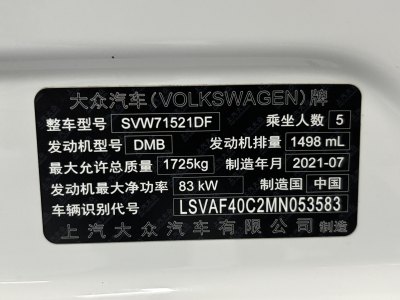 大众汽车(VOLKSWAGEN)牌
整车型号 SVW71521DF 乘坐人数 5
发动机型号 DMB 发动机排量 1498 mL
最大允许总质量 1725kg 制造年月 2021-07
发动机最大净功率 83 kW 制造国 中国
车辆识别代号 LSVAF40C2MN053583
上汽大众汽车有限公司 制造